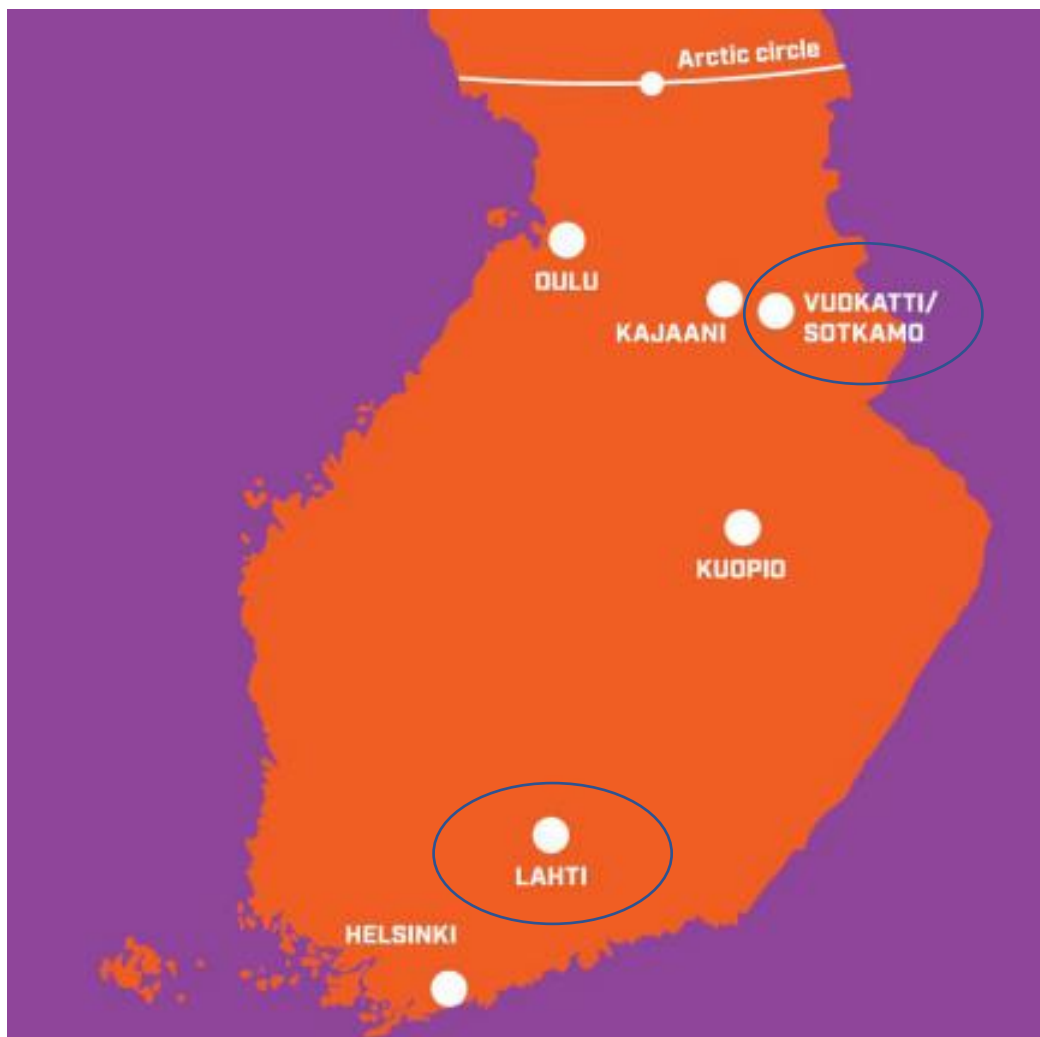 Arctic circle
OULU
KAJAANI
VUOKATTI/
SOTKAMO
KUOPIO
LAHTI
HELSINKI